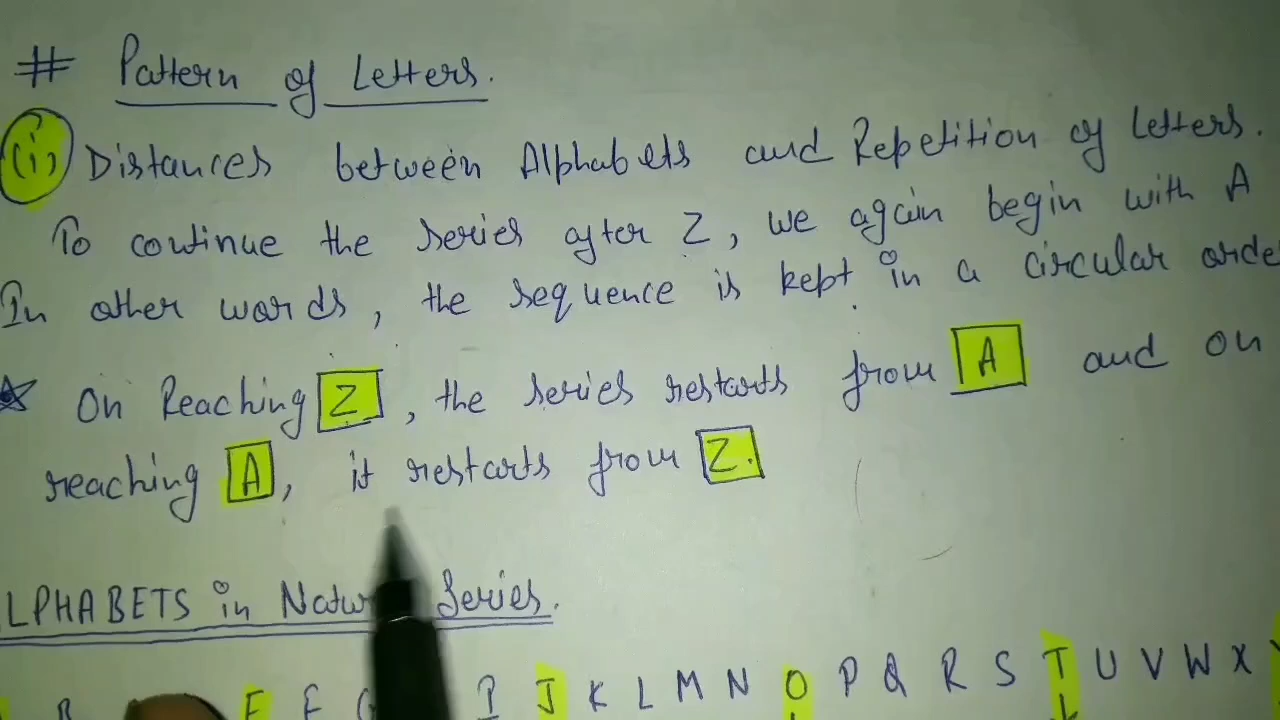 # Pattern of Letters.
(i) Distances between Alphabets and Repetition of Letters.
To continue the series after Z, we again begin with A
In other words, the sequence is kept in a circular orde
On Reaching Z, the series restarts from A and on
reaching A, it restarts from Z.
LPHABETS in Natu Series.
B E F G I J K L M N O P Q R S T U V W X